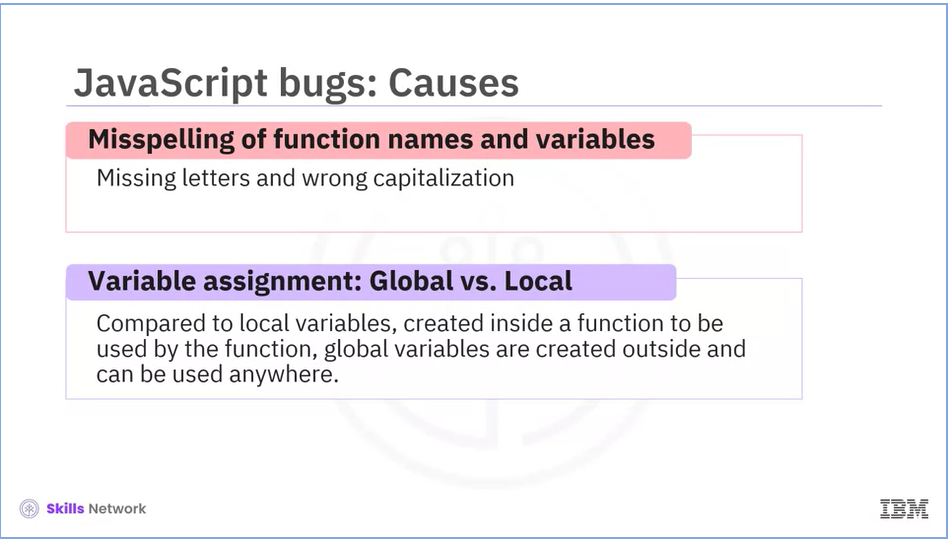 JavaScript bugs: Causes
Misspelling of function names and variables
Missing letters and wrong capitalization
Variable assignment: Global vs. Local
Compared to local variables, created inside a function to be
used by the function, global variables are created outside and
can be used anywhere.
Skills Network
IBM